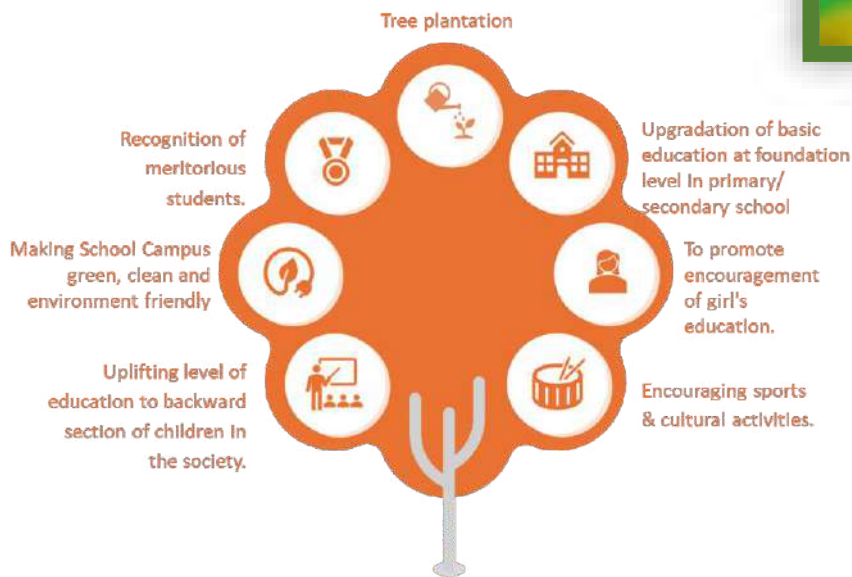 Tree plantation
Recognition of
meritorious
students.
Upgradation of basic
education at foundation
level in primary/
secondary school
Making School Campus
green, clean and
environment friendly
To promote
encouragement
of girl's
education.
Uplifting level of
education to backward
section of children in
the society.
Encouraging sports
& cultural activities.